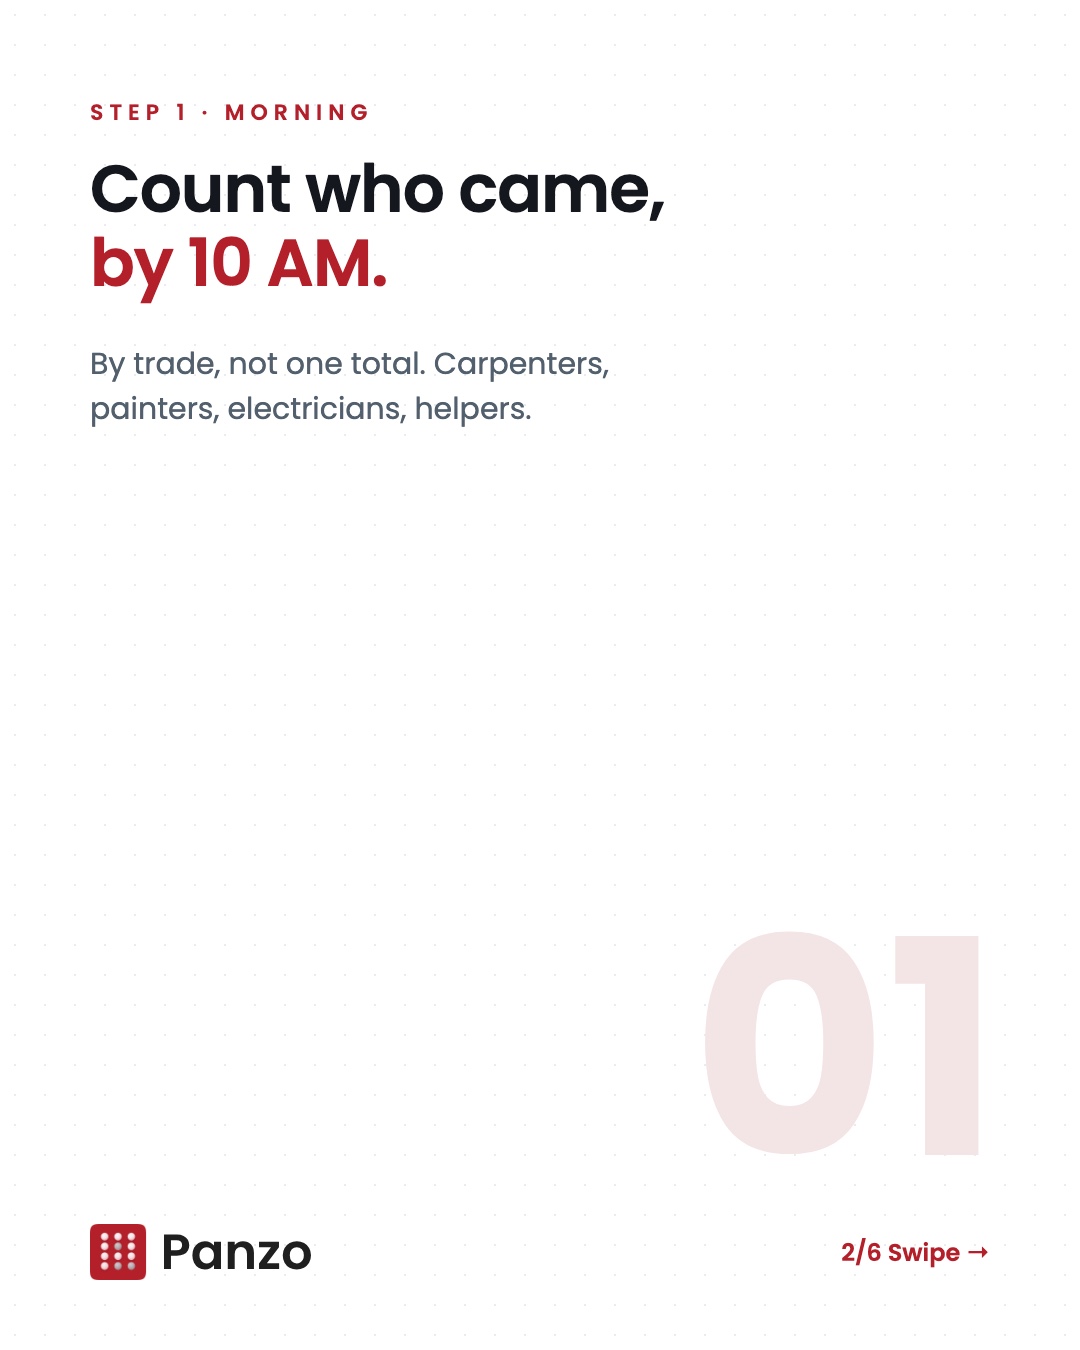 STEP 1 · MORNING
Count who came,
by 10 AM.
By trade, not one total. Carpenters,
painters, electricians, helpers.
01
Panzo
2/6 Swipe →